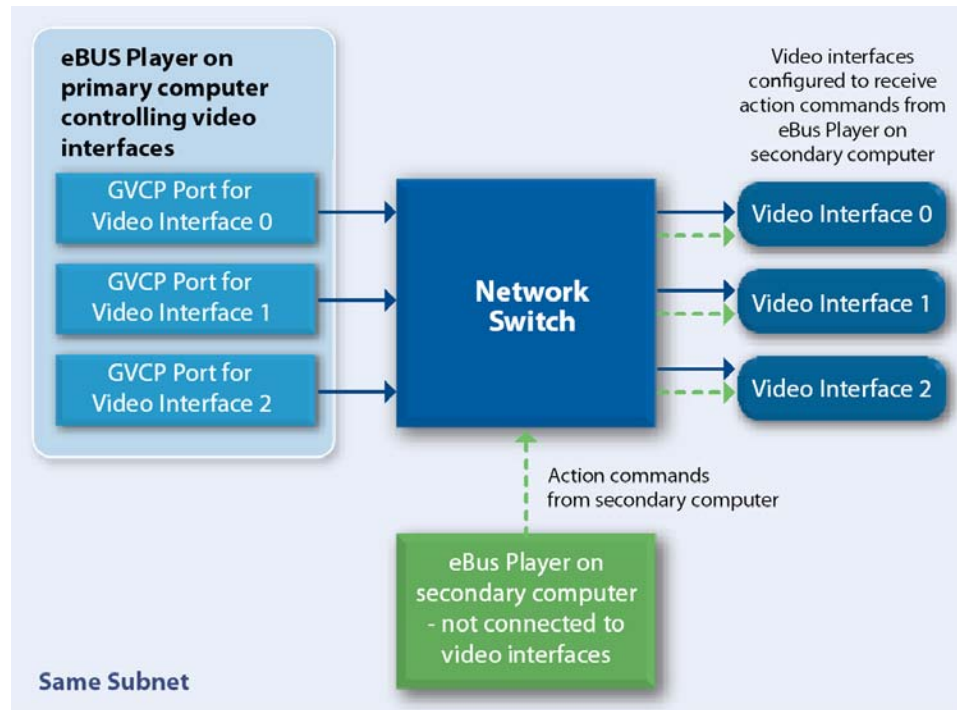 eBUS Player on
primary computer
controlling video
interfaces
GVCP Port for
Video Interface 0
GVCP Port for
Video Interface 1
GVCP Port for
Video Interface 2
Network
Switch
Video interfaces
configured to receive
action commands from
eBus Player on
secondary computer
Video Interface 0
Video Interface 1
Video Interface 2
Action commands
from secondary computer
eBus Player on
secondary computer
- not connected to
video interfaces
Same Subnet